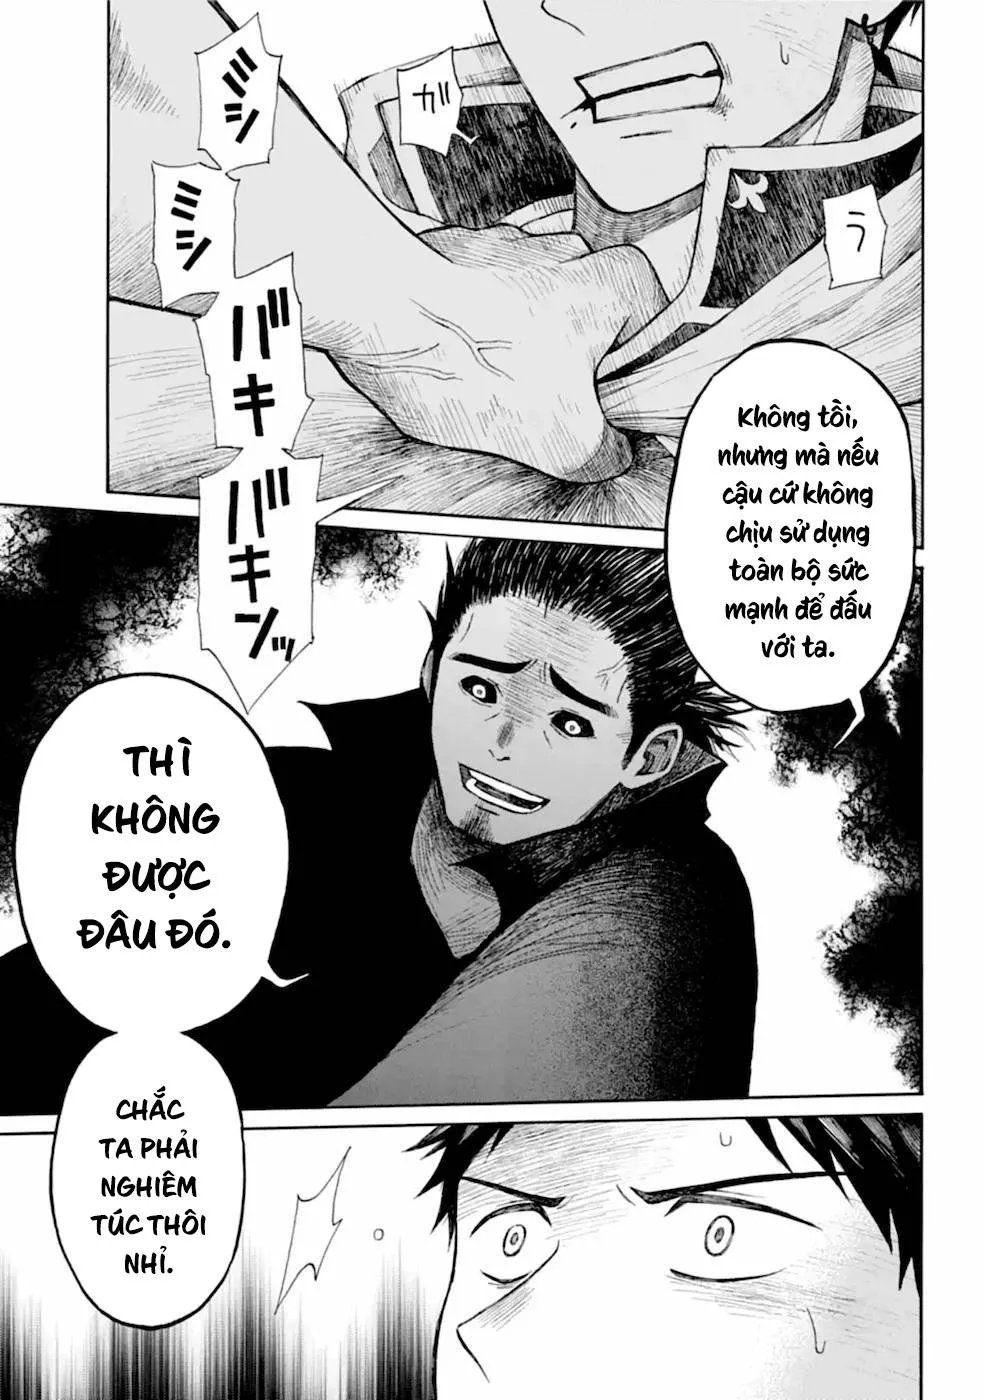 ガ
ぅ
ミシ
ミシ
バキ
バキンッ
Không tồi,
nhưng mà nếu
cậu cứ không
chịu sử dụng
toàn bộ sức
mạnh để đấu
với ta.
THÌ
KHÔNG
ĐƯỢC
ĐÂU ĐÓ.
CHẮC
TA PHẢI
NGHIÊM
TÚC THÔI
NHỈ.